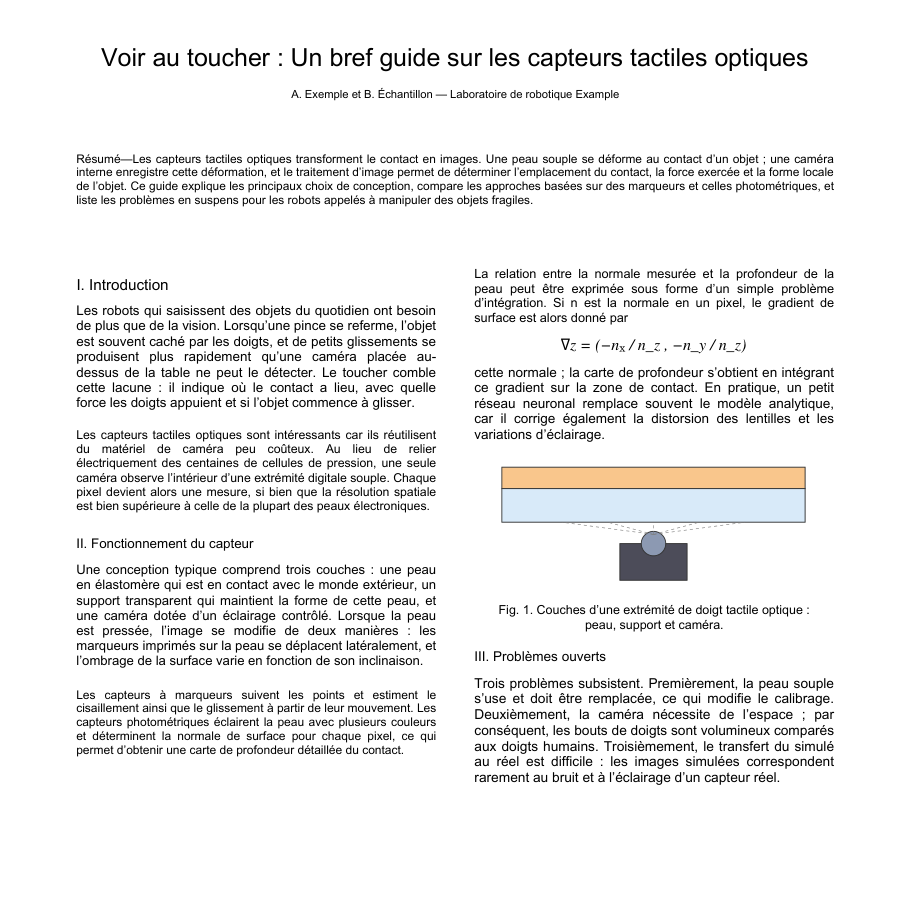 Voir au toucher : Un bref guide sur les capteurs tactiles optiques
A. Exemple et B. Échantillon — Laboratoire de robotique Example
Résumé—Les capteurs tactiles optiques transforment le contact en images. Une peau souple se déforme au contact d’un objet ; une caméra
interne enregistre cette déformation, et le traitement d’image permet de déterminer l’emplacement du contact, la force exercée et la forme locale
de l’objet. Ce guide explique les principaux choix de conception, compare les approches basées sur des marqueurs et celles photométriques, et
liste les problèmes en suspens pour les robots appelés à manipuler des objets fragiles.
I. Introduction
Les robots qui saisissent des objets du quotidien ont besoin
de plus que de la vision. Lorsqu’une pince se referme, l’objet
est souvent caché par les doigts, et de petits glissements se
produisent plus rapidement qu’une caméra placée au-
dessus de la table ne peut le détecter. Le toucher comble
cette lacune : il indique où le contact a lieu, avec quelle
force les doigts appuient et si l’objet commence à glisser.
Les capteurs tactiles optiques sont intéressants car ils réutilisent
du matériel de caméra peu coûteux. Au lieu de relier
électriquement des centaines de cellules de pression, une seule
caméra observe l’intérieur d’une extrémité digitale souple. Chaque
pixel devient alors une mesure, si bien que la résolution spatiale
est bien supérieure à celle de la plupart des peaux électroniques.
II. Fonctionnement du capteur
Une conception typique comprend trois couches : une peau
en élastomère qui est en contact avec le monde extérieur, un
support transparent qui maintient la forme de cette peau, et
une caméra dotée d’un éclairage contrôlé. Lorsque la peau
est pressée, l’image se modifie de deux manières : les
marqueurs imprimés sur la peau se déplacent latéralement, et
l’ombrage de la surface varie en fonction de son inclinaison.
Les capteurs à marqueurs suivent les points et estiment le
cisaillement ainsi que le glissement à partir de leur mouvement. Les
capteurs photométriques éclairent la peau avec plusieurs couleurs
et déterminent la normale de surface pour chaque pixel, ce qui
permet d’obtenir une carte de profondeur détaillée du contact.
La relation entre la normale mesurée et la profondeur de la
peau peut être exprimée sous forme d’un simple problème
d’intégration. Si n est la normale en un pixel, le gradient de
surface est alors donné par
∇z = (−nₓ / n_z , −n_y / n_z)
cette normale ; la carte de profondeur s’obtient en intégrant
ce gradient sur la zone de contact. En pratique, un petit
réseau neuronal remplace souvent le modèle analytique,
car il corrige également la distorsion des lentilles et les
variations d’éclairage.
Fig. 1. Couches d’une extrémité de doigt tactile optique :
peau, support et caméra.
III. Problèmes ouverts
Trois problèmes subsistent. Premièrement, la peau souple
s’use et doit être remplacée, ce qui modifie le calibrage.
Deuxièmement, la caméra nécessite de l’espace ; par
conséquent, les bouts de doigts sont volumineux comparés
aux doigts humains. Troisièmement, le transfert du simulé
au réel est difficile : les images simulées correspondent
rarement au bruit et à l’éclairage d’un capteur réel.